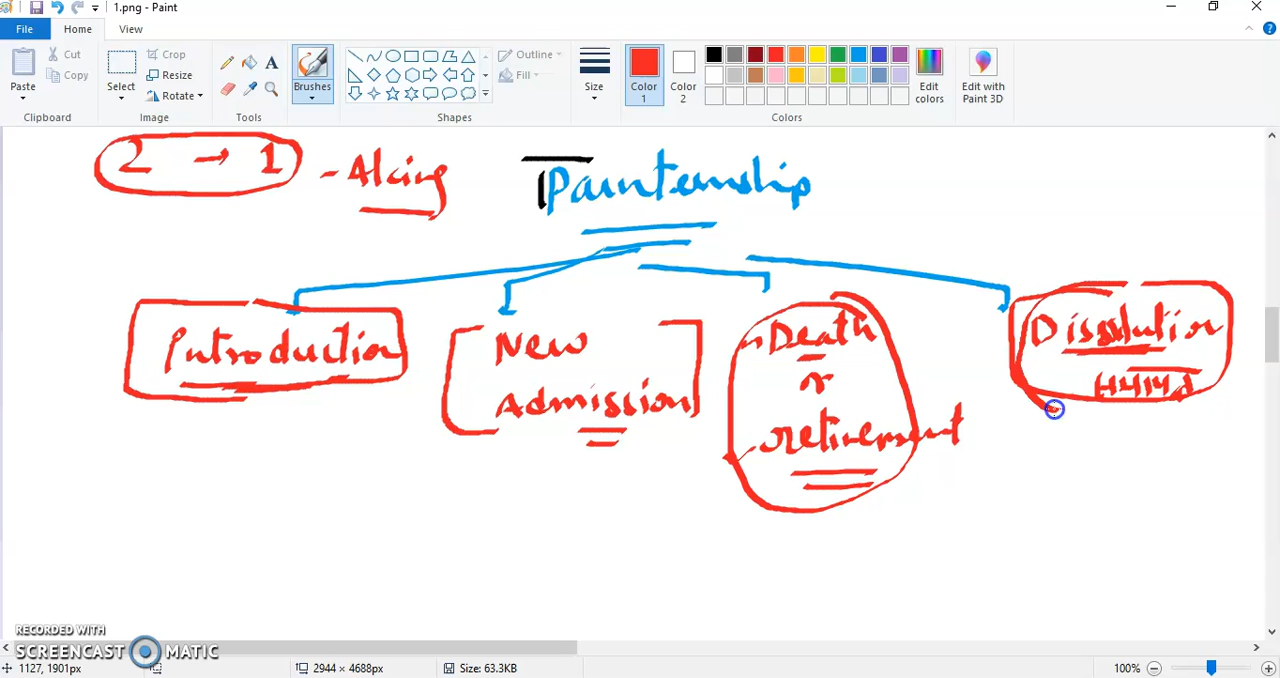 1.png - Paint
File Home View
Paste
Cut
Copy
Clipboard
Select
Crop
Resize
Rotate
Image
A
Tools
Brushes
Outline
Fill
Shapes
Size
Color 1
Color 2
Edit colors
Edit with Paint 3D
Colors
2 → 1
Painternship
Introduction
New
Admission
Death
or
retirement
Dissolution
RECORDED WITH
SCREENCAST MATIC
1127, 1901px
2944 × 4688px
Size: 63.3KB
100%